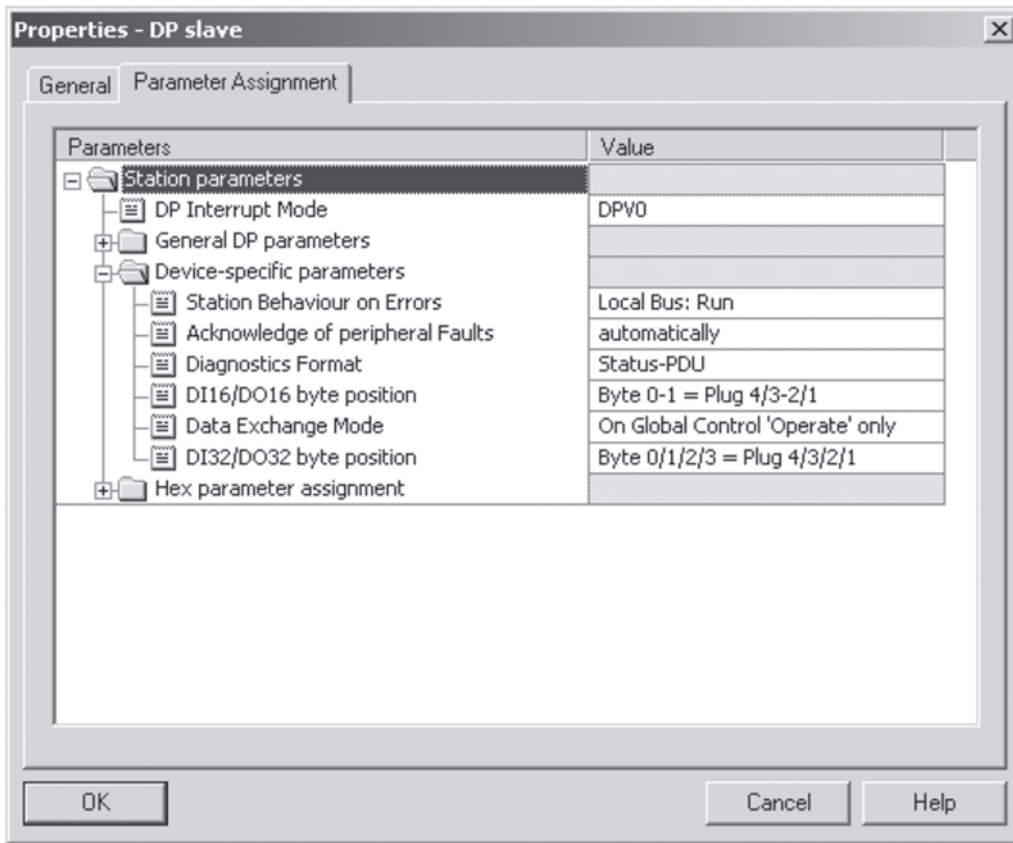 Properties - DP slave
General Parameter Assignment
Parameters Value
Station parameters
DP Interrupt Mode DPV0
General DP parameters
Device-specific parameters
Station Behaviour on Errors Local Bus: Run
Acknowledge of peripheral Faults automatically
Diagnostics Format Status-PDU
DI16/DO16 byte position Byte 0-1 = Plug 4/3-2/1
Data Exchange Mode On Global Control 'Operate' only
DI32/DO32 byte position Byte 0/1/2/3 = Plug 4/3/2/1
Hex parameter assignment
OK Cancel Help